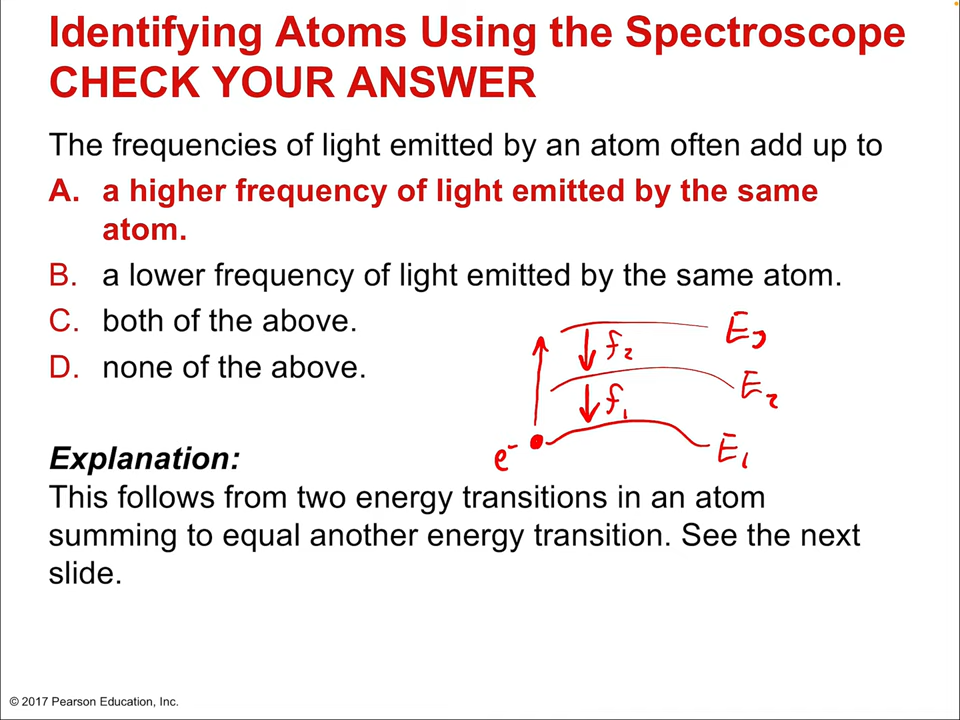 Identifying Atoms Using the Spectroscope
CHECK YOUR ANSWER
The frequencies of light emitted by an atom often add up to
A. a higher frequency of light emitted by the same
atom.
B. a lower frequency of light emitted by the same atom.
C. both of the above.
D. none of the above.
E₃
f₂
E₂
f₁
e⁻
E₁
Explanation:
This follows from two energy transitions in an atom
summing to equal another energy transition. See the next
slide.
© 2017 Pearson Education, Inc.